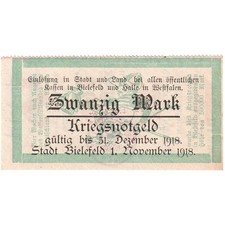 Einlösung in Stadt und Land bei allen öffentlichen
Kassen in Bielefeld und Halle in Westfalen.
Zwanzig Mark
Kriegsnotgeld
gültig bis 31. Dezember 1918.
Stadt Bielefeld 1. November 1918.